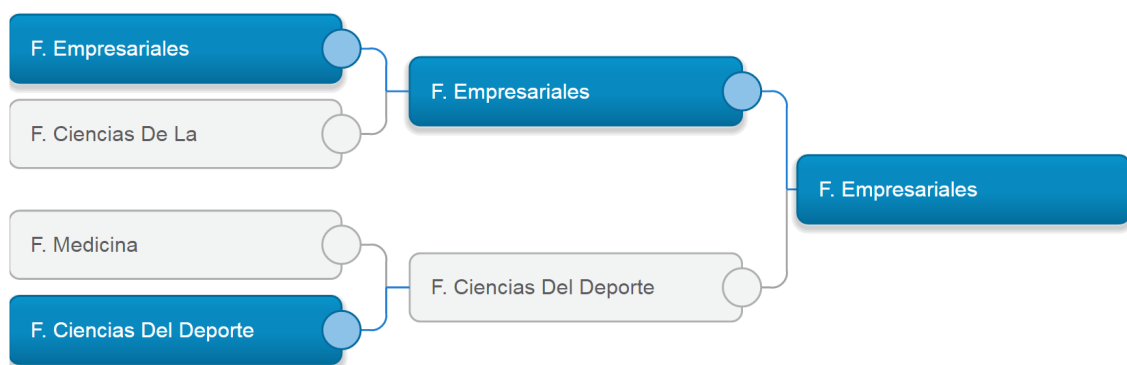 F. Empresariales
F. Ciencias De La
F. Medicina
F. Ciencias Del Deporte
F. Empresariales
F. Ciencias Del Deporte
F. Empresariales